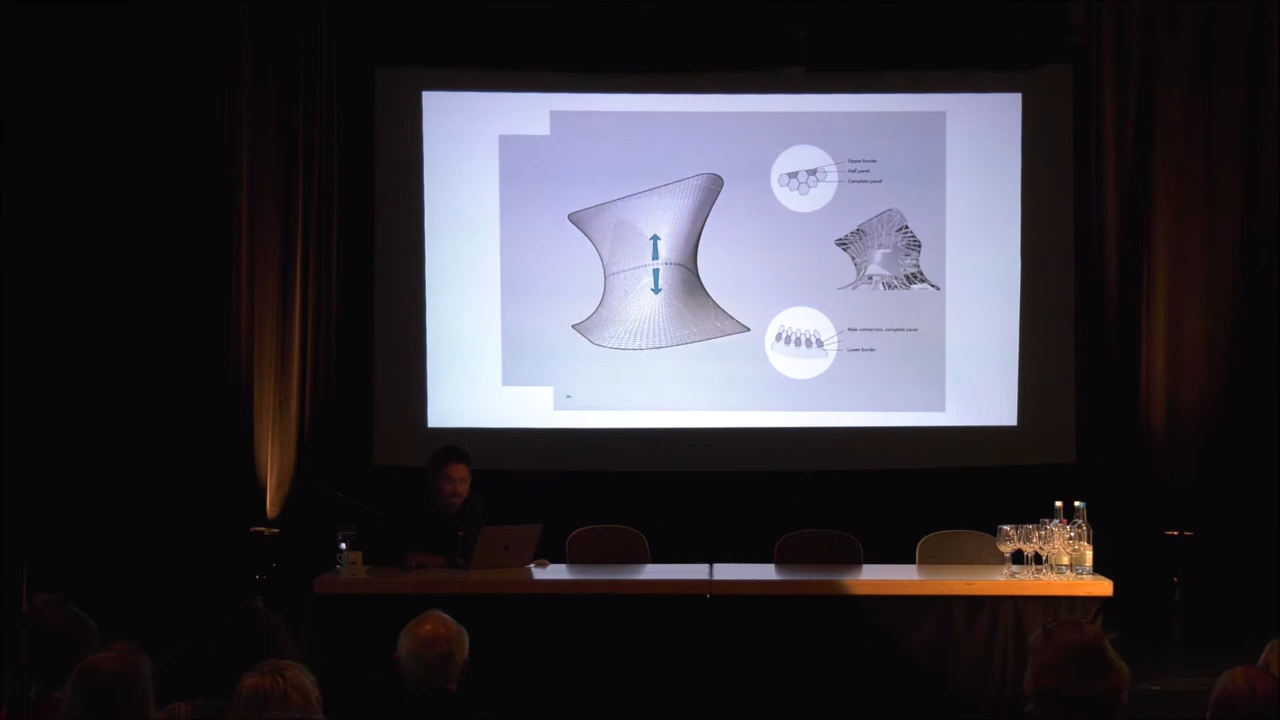 Upper border
Half panel
Complete panel
Male connection, complete panel
Lower border